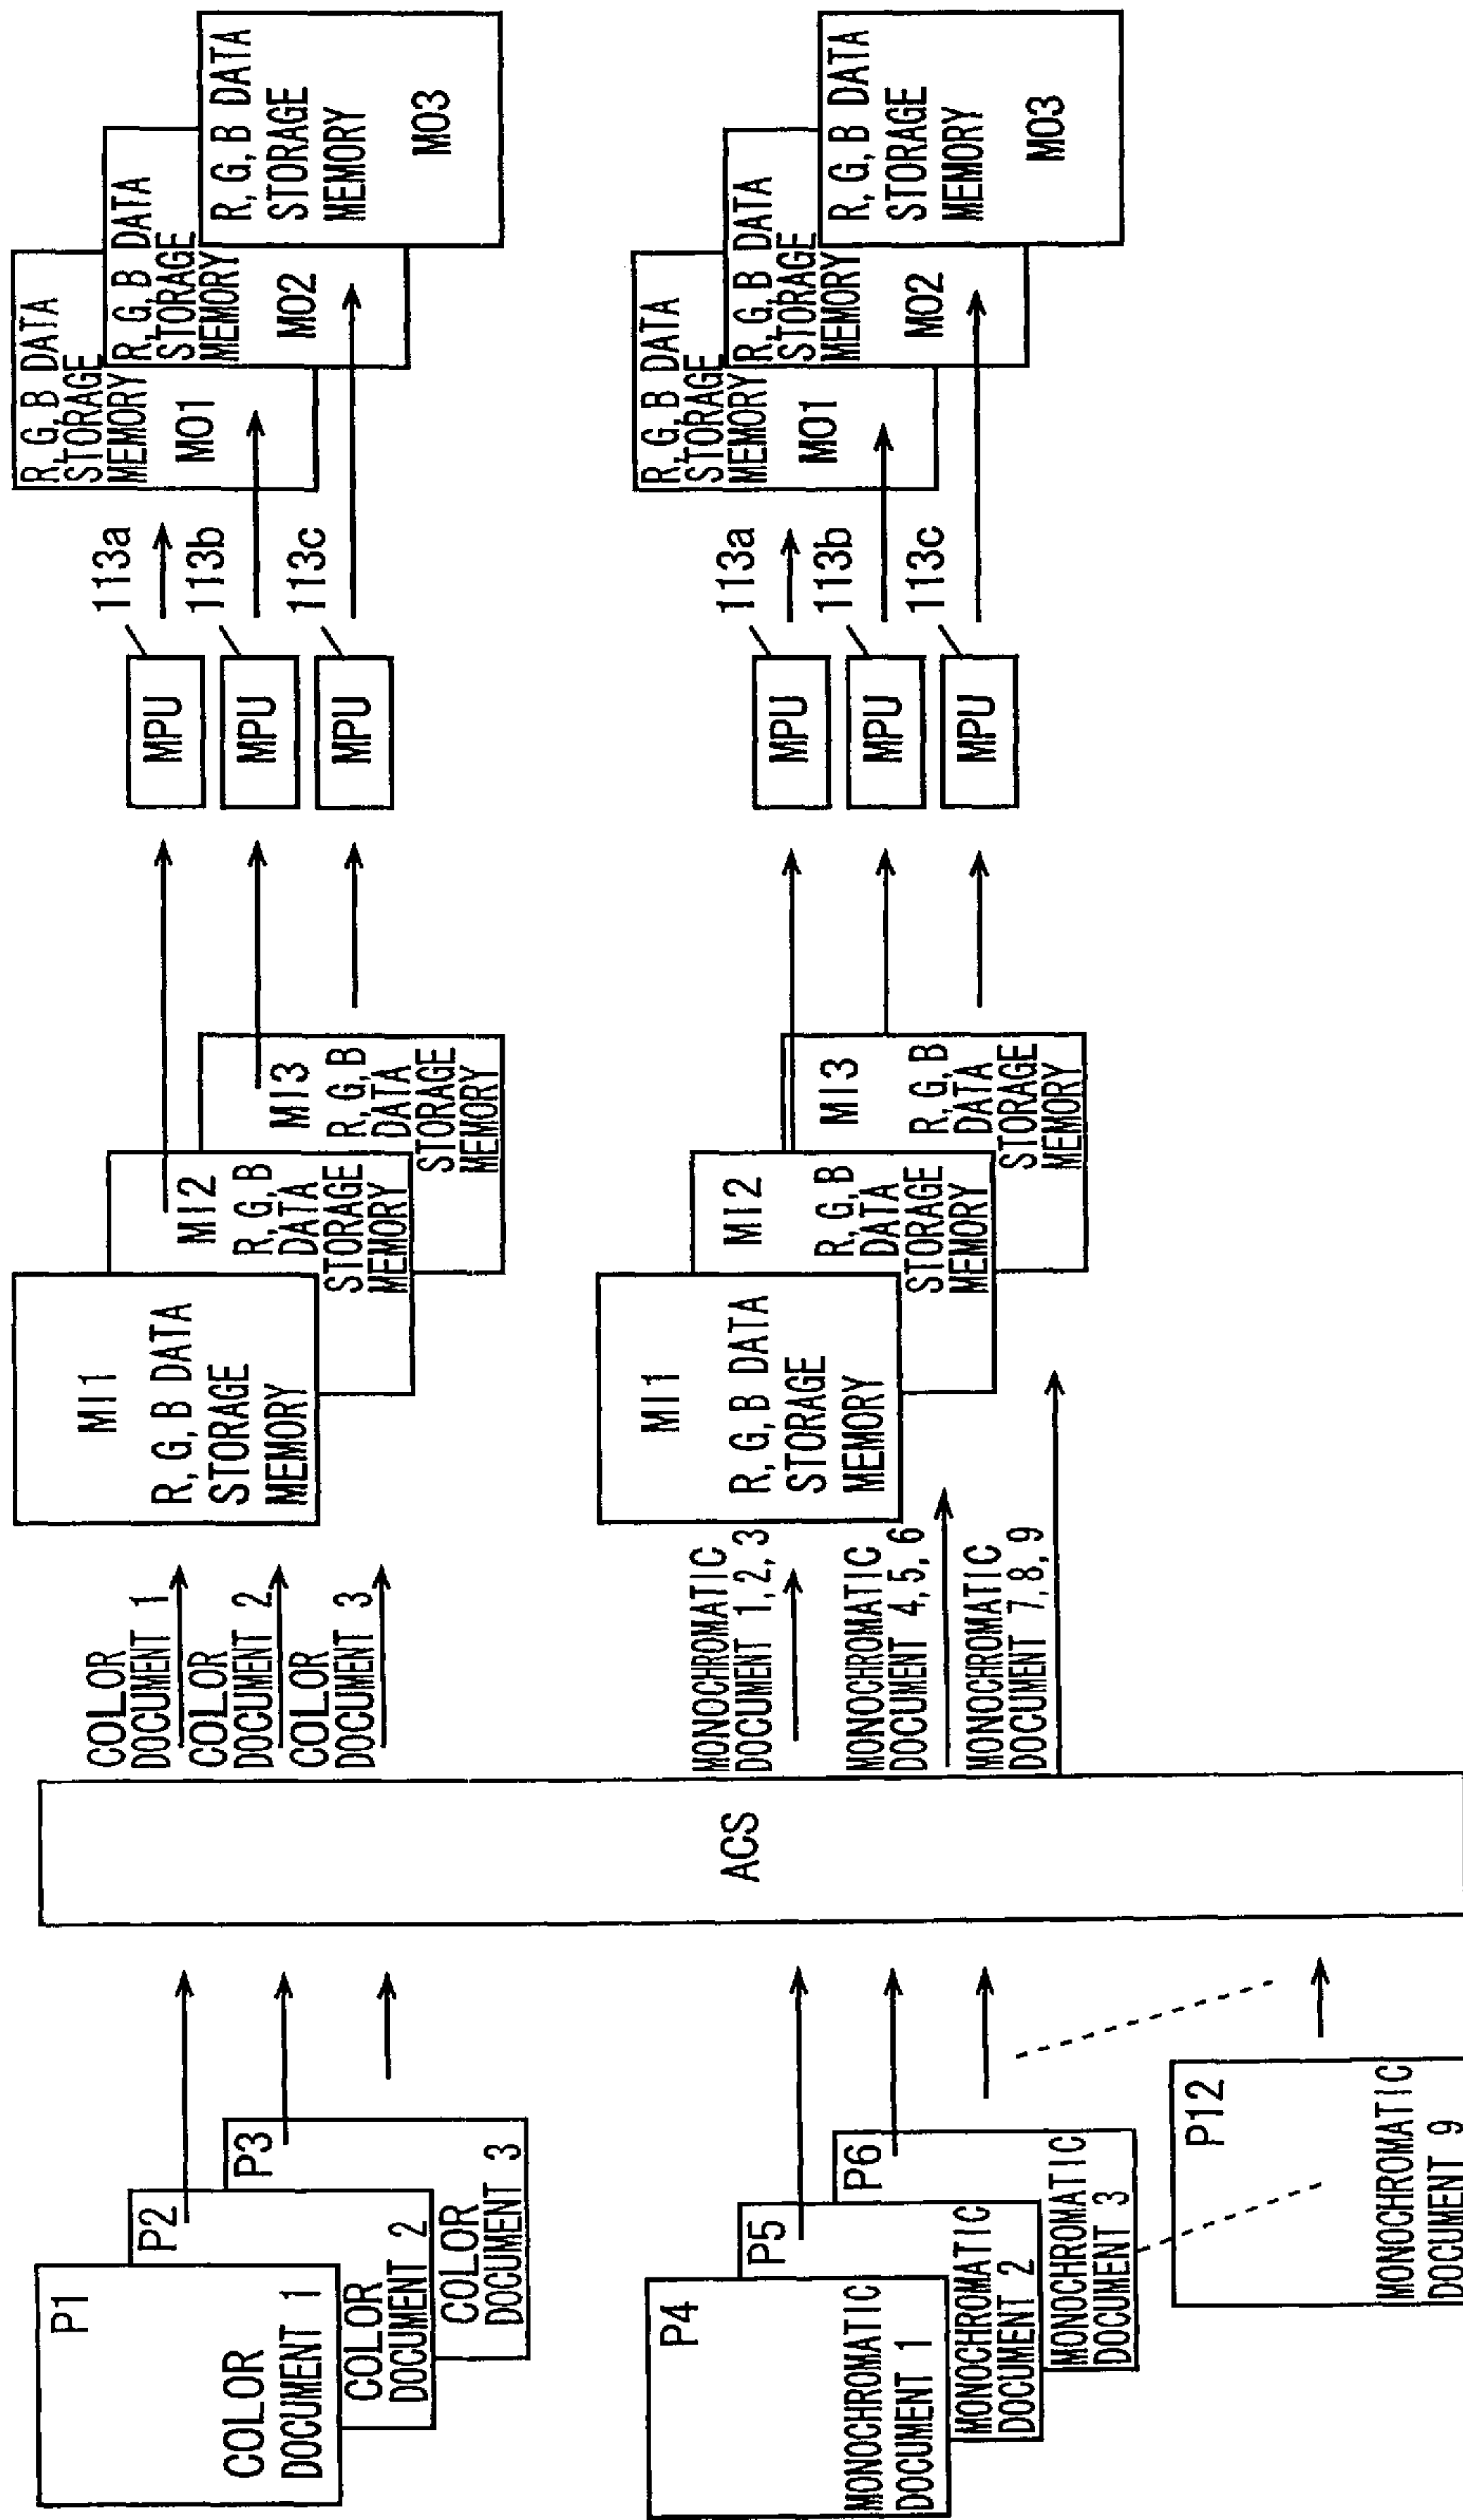 P1
COLOR
DOCUMENT 1
P2
COLOR
DOCUMENT 2
P3
COLOR
DOCUMENT 3
P4
MONOCHROMATIC
DOCUMENT 1
P5
MONOCHROMATIC
DOCUMENT 2
P6
MONOCHROMATIC
DOCUMENT 3
P12
MONOCHROMATIC
DOCUMENT 9
ACS
COLOR
DOCUMENT 1
COLOR
DOCUMENT 2
COLOR
DOCUMENT 3
MONOCHROMATIC
DOCUMENT 1, 2, 3
MONOCHROMATIC
DOCUMENT 4, 5, 6
MONOCHROMATIC
DOCUMENT 7, 8, 9
MI1
R, G, B DATA
STORAGE
MEMORY
MI2
R, G, B
DATA
STORAGE
MEMORY
MI3
R, G, B
DATA
STORAGE
MEMORY
MI1
R, G, B DATA
STORAGE
MEMORY
MI2
R, G, B
DATA
STORAGE
MEMORY
MI3
R, G, B
DATA
STORAGE
MEMORY
113a
MPU
113b
MPU
113c
MPU
113a
MPU
113b
MPU
113c
MPU
R, G, B DATA
STORAGE
MEMORY
MO1
R, G, B DATA
STORAGE
MEMORY
MO2
R, G, B DATA
STORAGE
MEMORY
MO3
R, G, B DATA
STORAGE
MEMORY
MO1
R, G, B DATA
STORAGE
MEMORY
MO2
R, G, B DATA
STORAGE
MEMORY
MO3